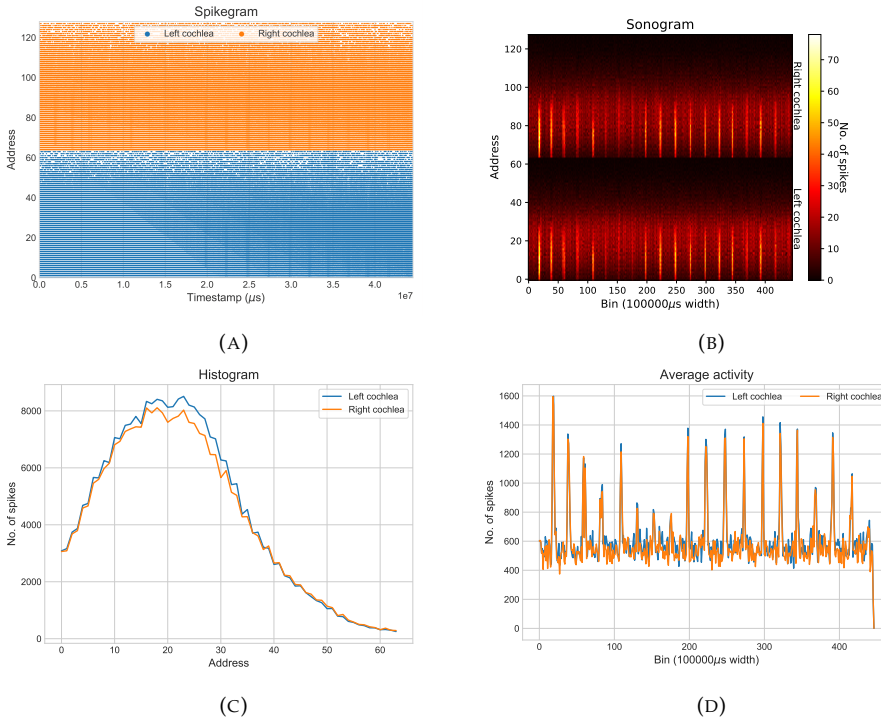 Spikegram
Left cochlea
Right cochlea
Address
120
100
80
60
40
20
0
0.0
0.5
1.0
1.5
2.0
2.5
3.0
3.5
4.0
1e7
Timestamp (μs)
(A)
Sonogram
Address
120
100
80
60
40
20
0
0
50
100
150
200
250
300
350
400
Bin (100000μs width)
Right cochlea
Left cochlea
70
60
50
40
30
20
10
0
No. of spikes
(B)
Histogram
Left cochlea
Right cochlea
No. of spikes
8000
6000
4000
2000
0
0
10
20
30
40
50
60
Address
(C)
Average activity
Left cochlea
Right cochlea
No. of spikes
1600
1400
1200
1000
800
600
400
200
0
0
100
200
300
400
Bin (100000μs width)
(D)